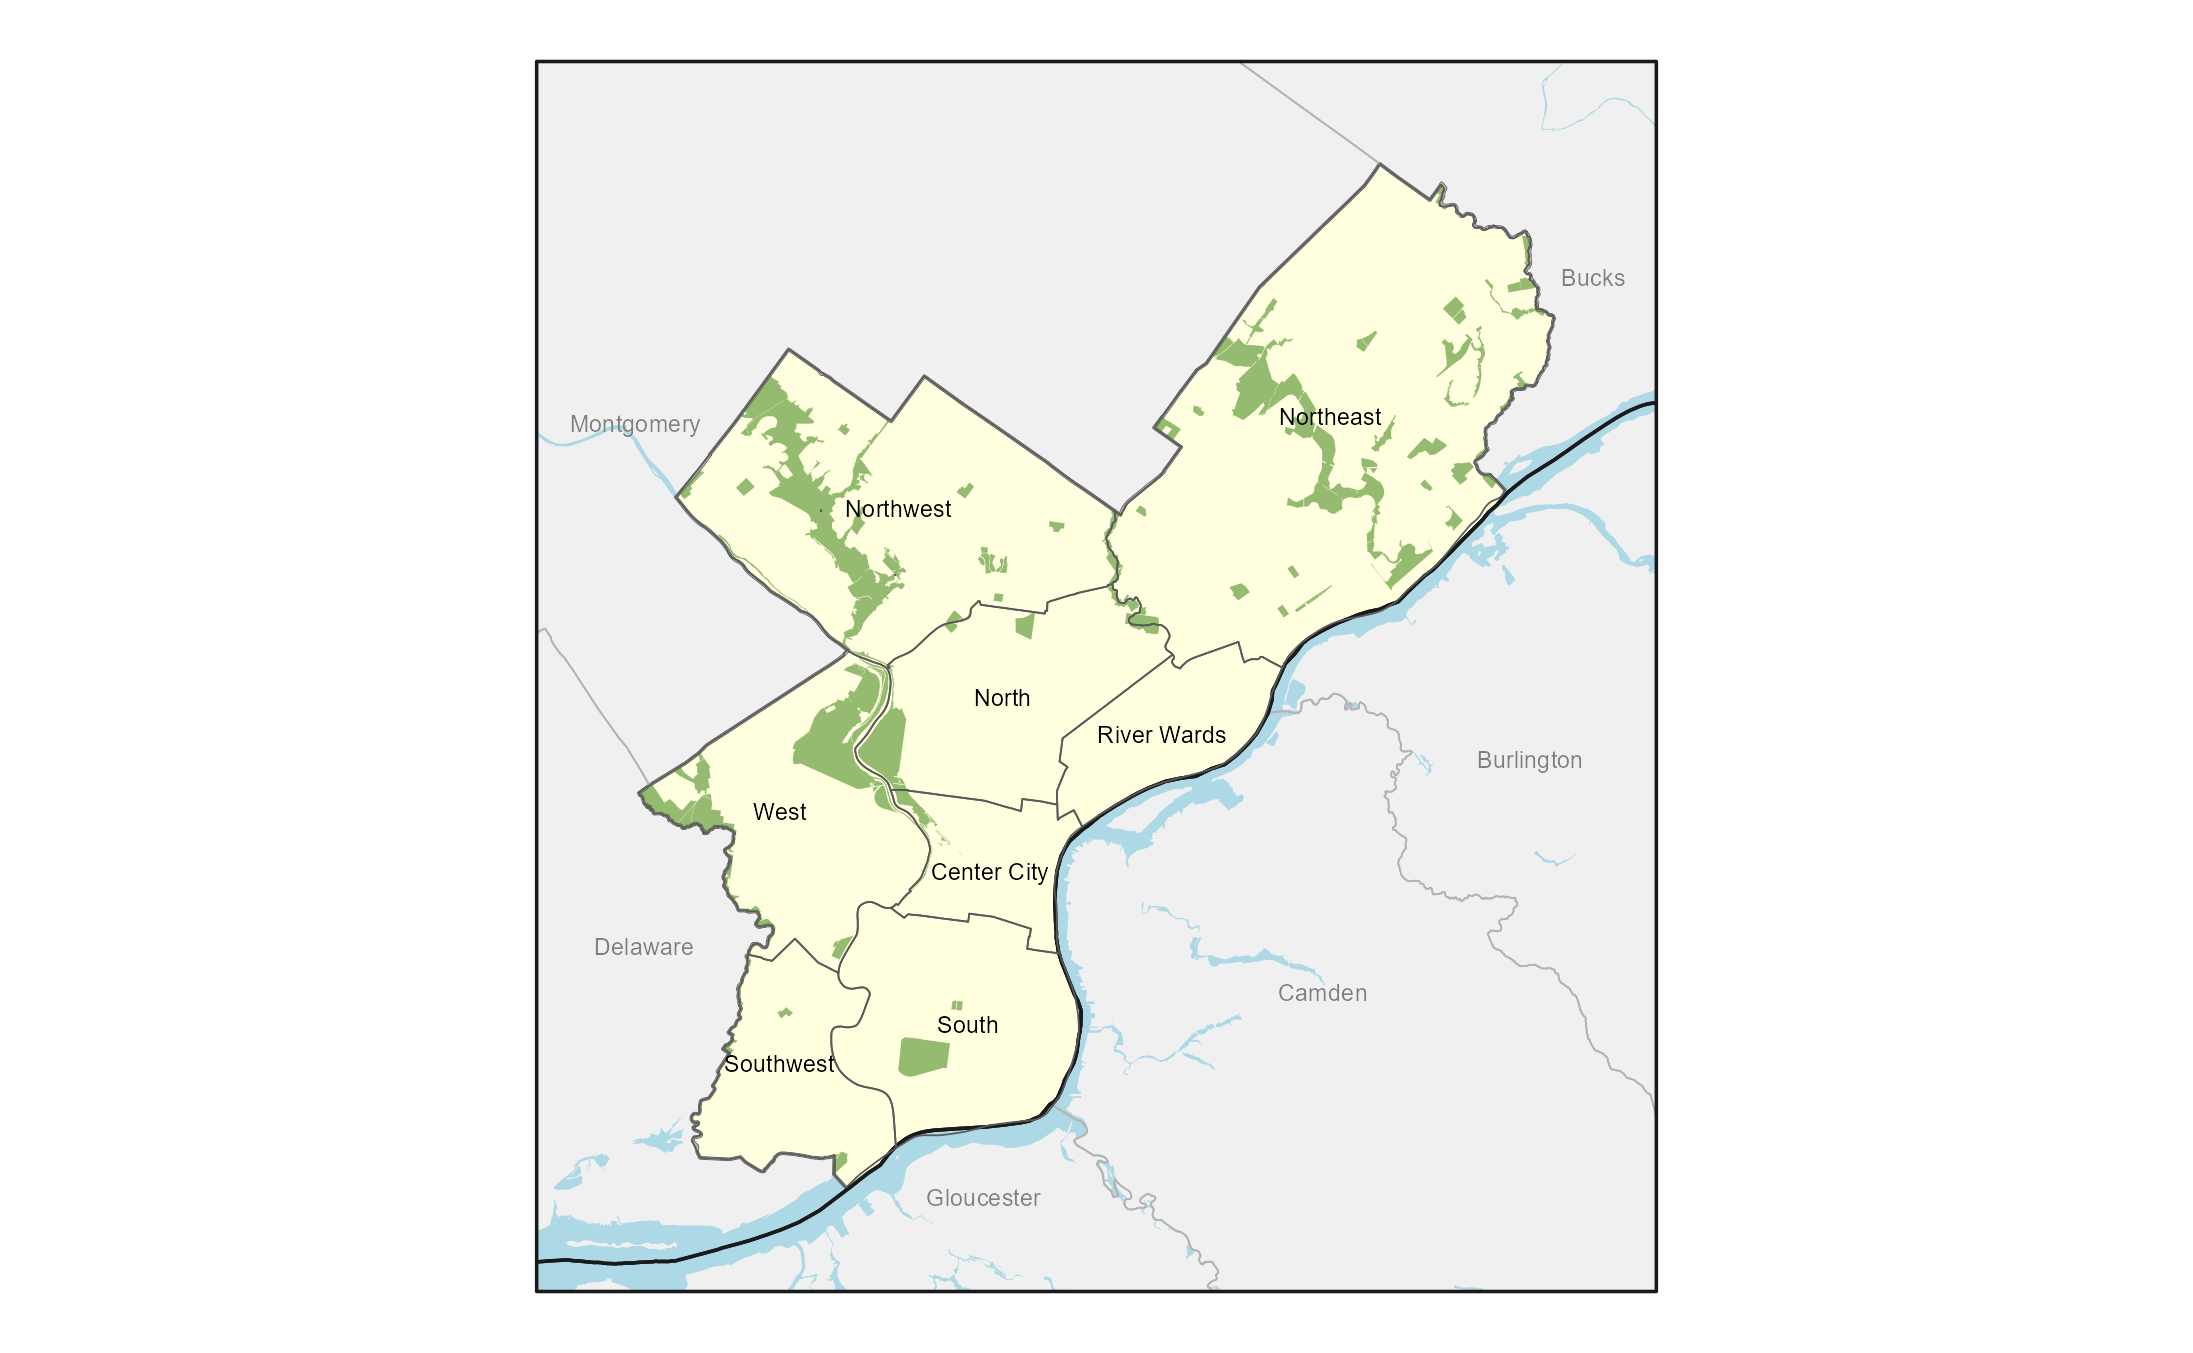 Bucks
Northeast
Montgomery
Northwest
North
River Wards
Burlington
West
Center City
Delaware
Camden
South
Southwest
Gloucester